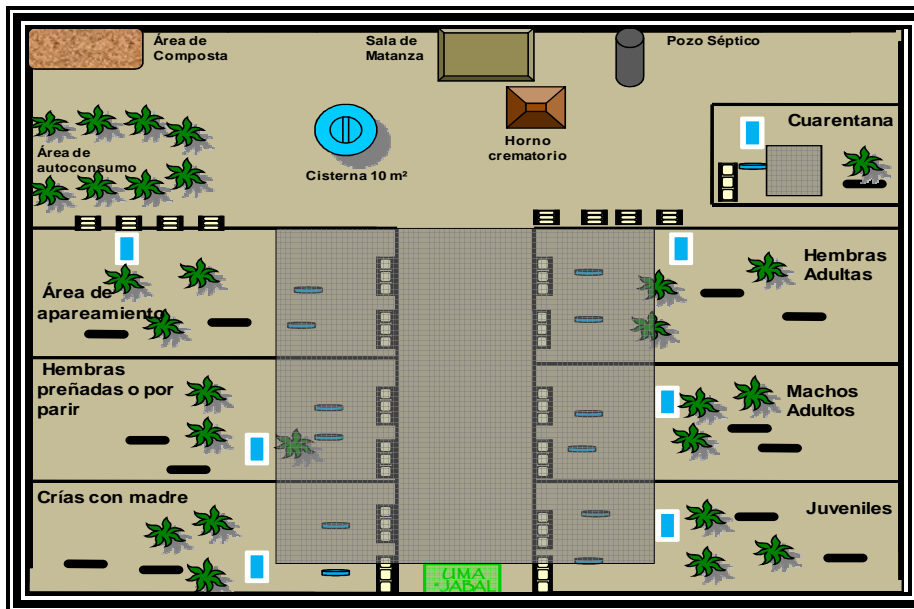 Área de
Composta
Sala de
Matanza
Pozo Séptico
Cuarentana
Área de
autoconsumo
Cisterna 10 m²
Horno
crematorio
Área de
apareamiento
Hembras
Adultas
Hembras
preñadas o por
parir
Machos
Adultos
Crías con madre
Juveniles
UMA
JABAL